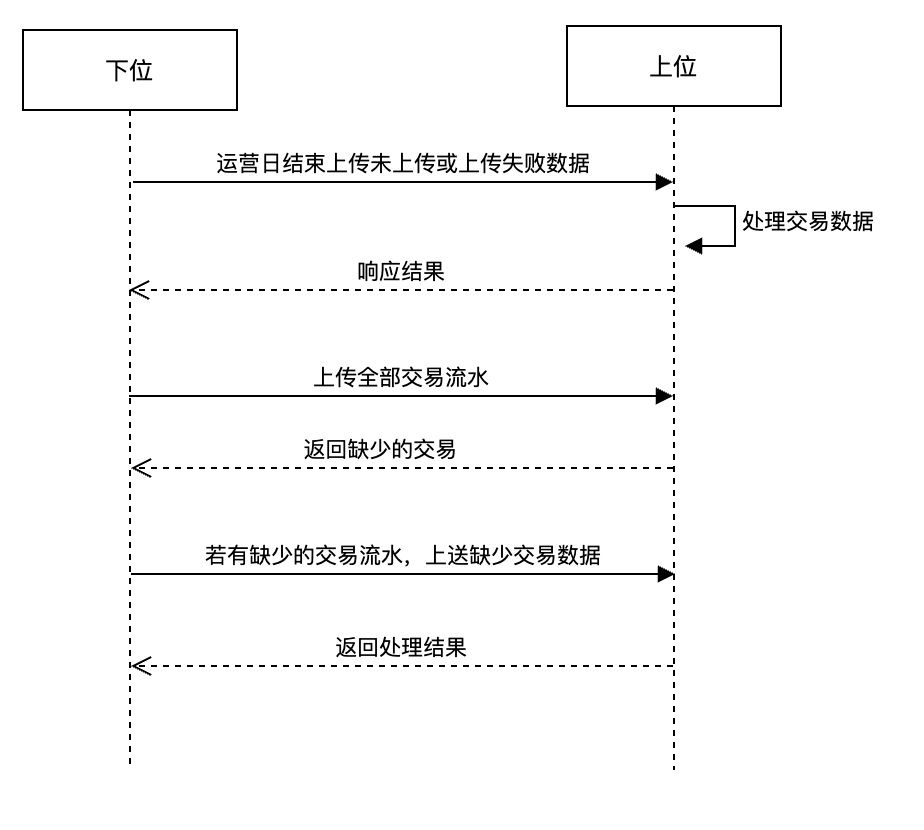 下位
上位
运营日结束上传未上传或上传失败数据
处理交易数据
响应结果
上传全部交易流水
返回缺少的交易
若有缺少的交易流水，上送缺少交易数据
返回处理结果